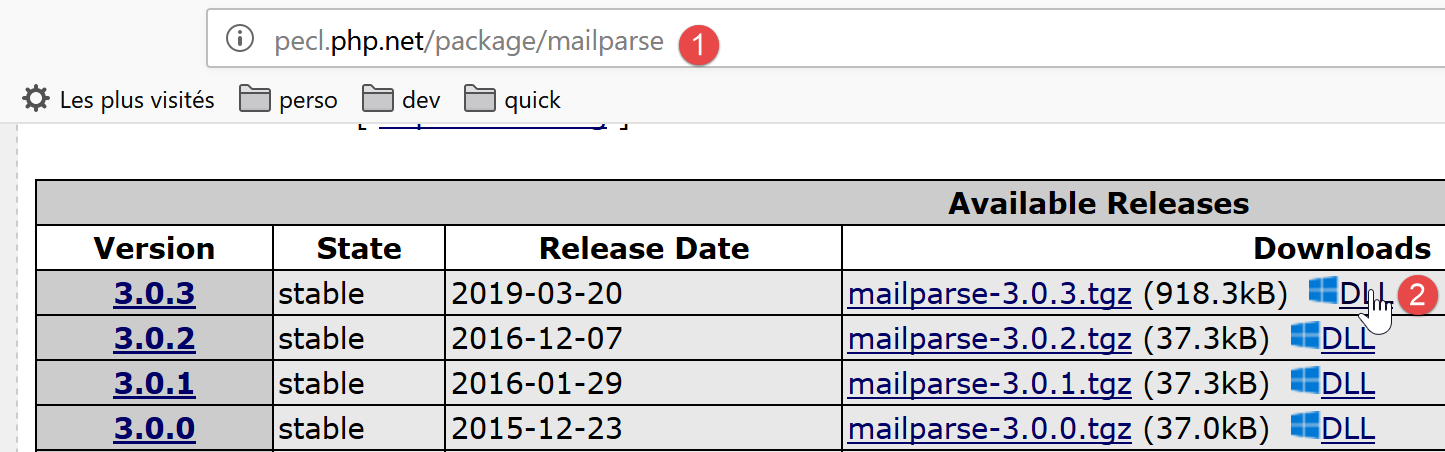 pecl.php.net/package/mailparse 1
Les plus visités perso dev quick
Available Releases
Version State Release Date Downloads
3.0.3 stable 2019-03-20 mailparse-3.0.3.tgz (918.3kB) DLL 2
3.0.2 stable 2016-12-07 mailparse-3.0.2.tgz (37.3kB) DLL
3.0.1 stable 2016-01-29 mailparse-3.0.1.tgz (37.3kB) DLL
3.0.0 stable 2015-12-23 mailparse-3.0.0.tgz (37.0kB) DLL